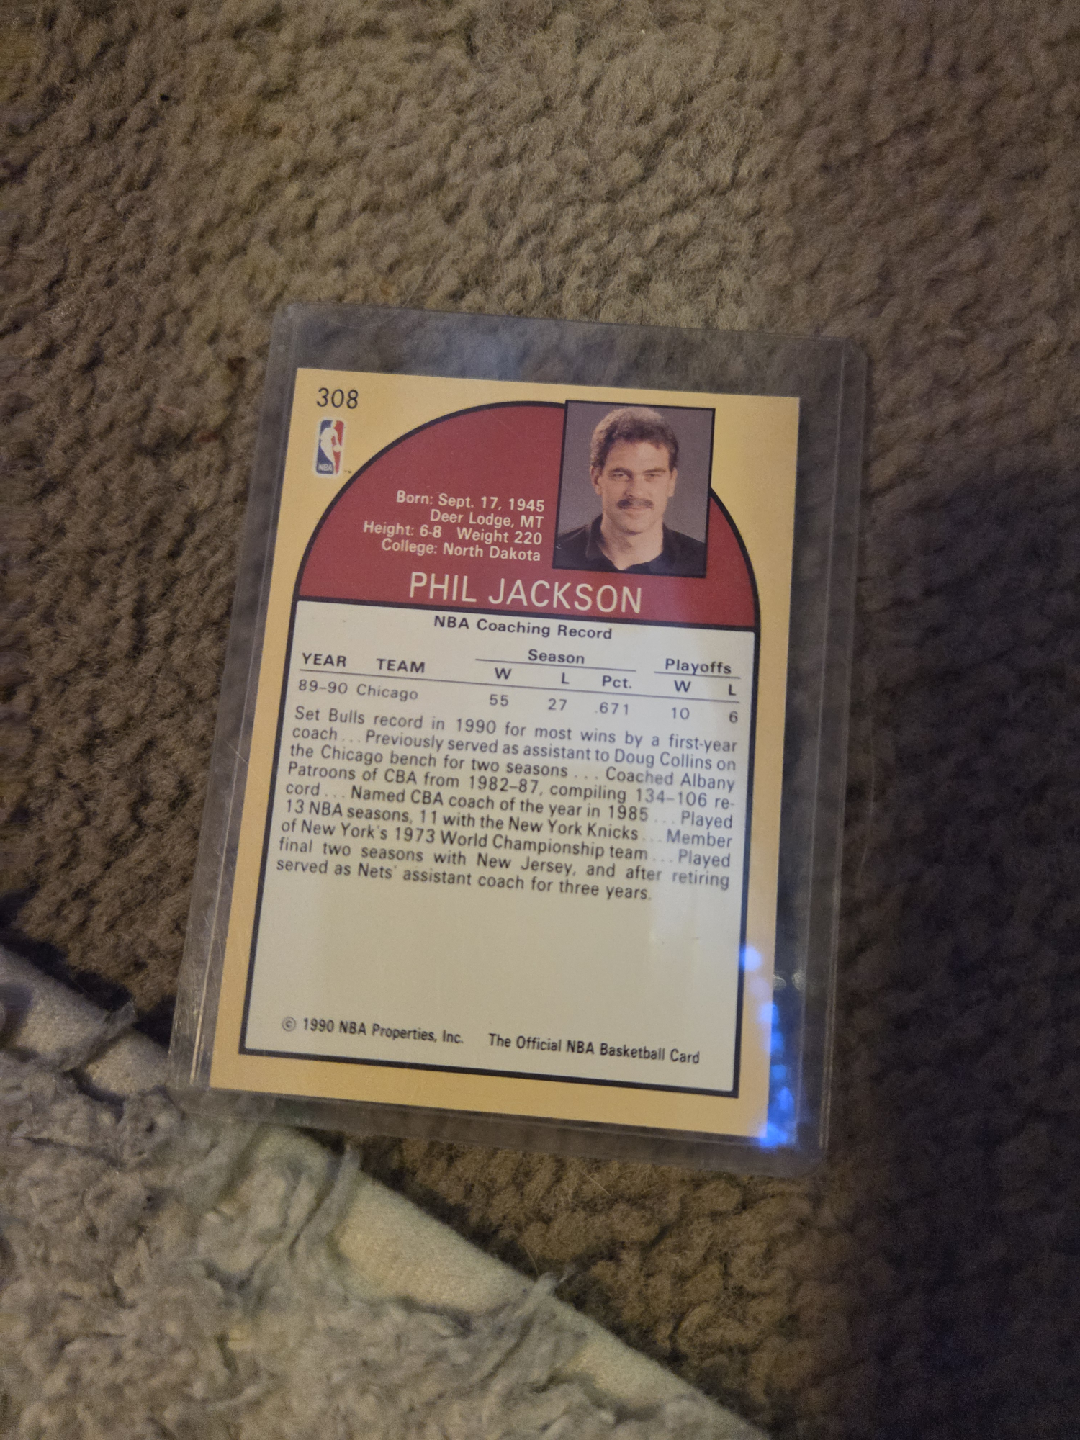 308
NBA
Born: Sept. 17, 1945
Deer Lodge, MT
Height: 6-8 Weight 220
College: North Dakota
PHIL JACKSON
NBA Coaching Record
Season Playoffs
YEAR TEAM W L Pct. W L
89-90 Chicago 55 27 .671 10 6
Set Bulls record in 1990 for most wins by a first-year
coach ... Previously served as assistant to Doug Collins on
the Chicago bench for two seasons ... Coached Albany
Patroons of CBA from 1982–87, compiling 134–106 re-
cord ... Named CBA coach of the year in 1985 ... Played
13 NBA seasons, 11 with the New York Knicks ... Member
of New York's 1973 World Championship team ... Played
final two seasons with New Jersey, and after retiring
served as Nets' assistant coach for three years.
© 1990 NBA Properties, Inc. The Official NBA Basketball Card